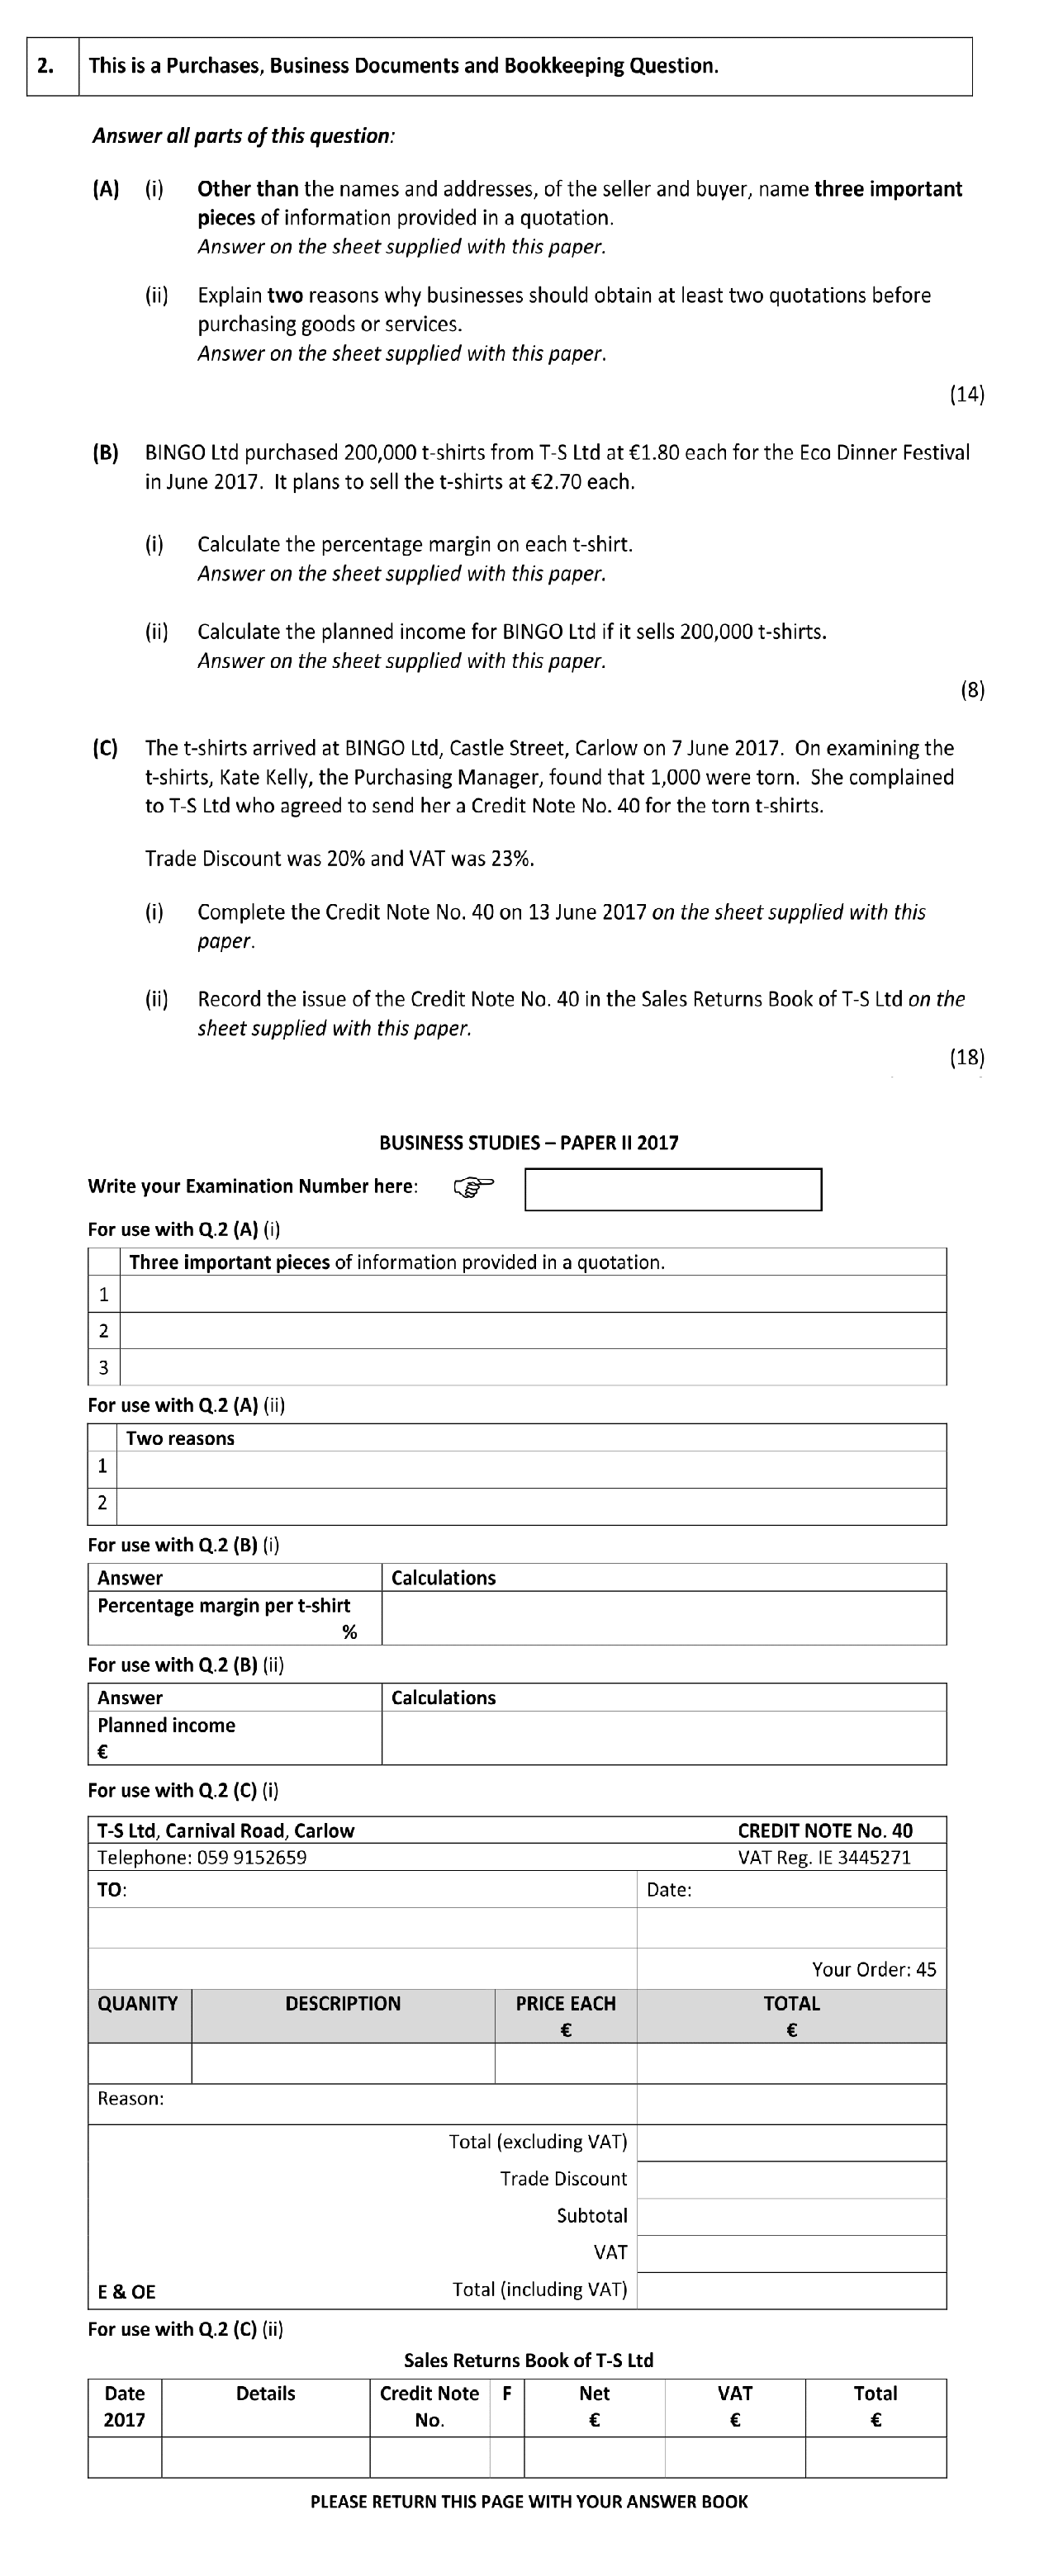 2. This is a Purchases, Business Documents and Bookkeeping Question.
Answer all parts of this question:
(A) (i) Other than the names and addresses, of the seller and buyer, name three important
pieces of information provided in a quotation.
Answer on the sheet supplied with this paper.
(ii) Explain two reasons why businesses should obtain at least two quotations before
purchasing goods or services.
Answer on the sheet supplied with this paper.
(14)
(B) BINGO Ltd purchased 200,000 t-shirts from T-S Ltd at €1.80 each for the Eco Dinner Festival
in June 2017. It plans to sell the t-shirts at €2.70 each.
(i) Calculate the percentage margin on each t-shirt.
Answer on the sheet supplied with this paper.
(ii) Calculate the planned income for BINGO Ltd if it sells 200,000 t-shirts.
Answer on the sheet supplied with this paper.
(8)
(C) The t-shirts arrived at BINGO Ltd, Castle Street, Carlow on 7 June 2017. On examining the
t-shirts, Kate Kelly, the Purchasing Manager, found that 1,000 were torn. She complained
to T-S Ltd who agreed to send her a Credit Note No. 40 for the torn t-shirts.
Trade Discount was 20% and VAT was 23%.
(i) Complete the Credit Note No. 40 on 13 June 2017 on the sheet supplied with this
paper.
(ii) Record the issue of the Credit Note No. 40 in the Sales Returns Book of T-S Ltd on the
sheet supplied with this paper.
(18)
BUSINESS STUDIES – PAPER II 2017
Write your Examination Number here:
For use with Q.2 (A) (i)
Three important pieces of information provided in a quotation.
1
2
3
For use with Q.2 (A) (ii)
Two reasons
1
2
For use with Q.2 (B) (i)
Answer Calculations
Percentage margin per t-shirt
%
For use with Q.2 (B) (ii)
Answer Calculations
Planned income
€
For use with Q.2 (C) (i)
T-S Ltd, Carnival Road, Carlow CREDIT NOTE No. 40
Telephone: 059 9152659 VAT Reg. IE 3445271
TO: Date:
Your Order: 45
QUANITY DESCRIPTION PRICE EACH TOTAL
€ €
Reason:
Total (excluding VAT)
Trade Discount
Subtotal
VAT
E & OE Total (including VAT)
For use with Q.2 (C) (ii)
Sales Returns Book of T-S Ltd
Date Details Credit Note F Net VAT Total
2017 No. € € €
PLEASE RETURN THIS PAGE WITH YOUR ANSWER BOOK